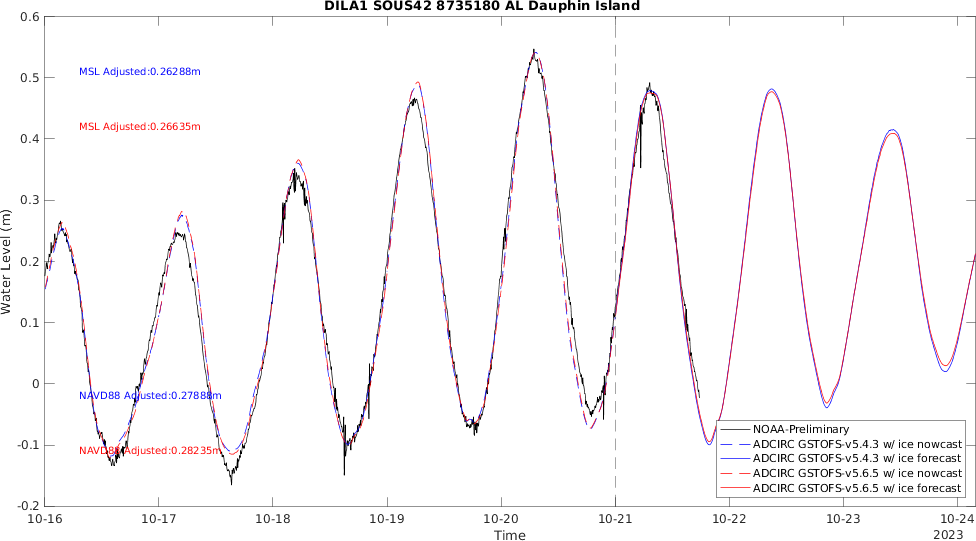 DILA1 SOUS42 8735180 AL Dauphin Island
0.6
0.5
0.4
0.3
0.2
0.1
0
-0.1
-0.2
Water Level (m)
MSL Adjusted:0.26288m
MSL Adjusted:0.26635m
NAVD88 Adjusted:0.27888m
NAVD88 Adjusted:0.28235m
NOAA-Preliminary
ADCIRC GSTOFS-v5.4.3 w/ ice nowcast
ADCIRC GSTOFS-v5.4.3 w/ ice forecast
ADCIRC GSTOFS-v5.6.5 w/ ice nowcast
ADCIRC GSTOFS-v5.6.5 w/ ice forecast
10-16 10-17 10-18 10-19 10-20 10-21 10-22 10-23 10-24
Time
2023